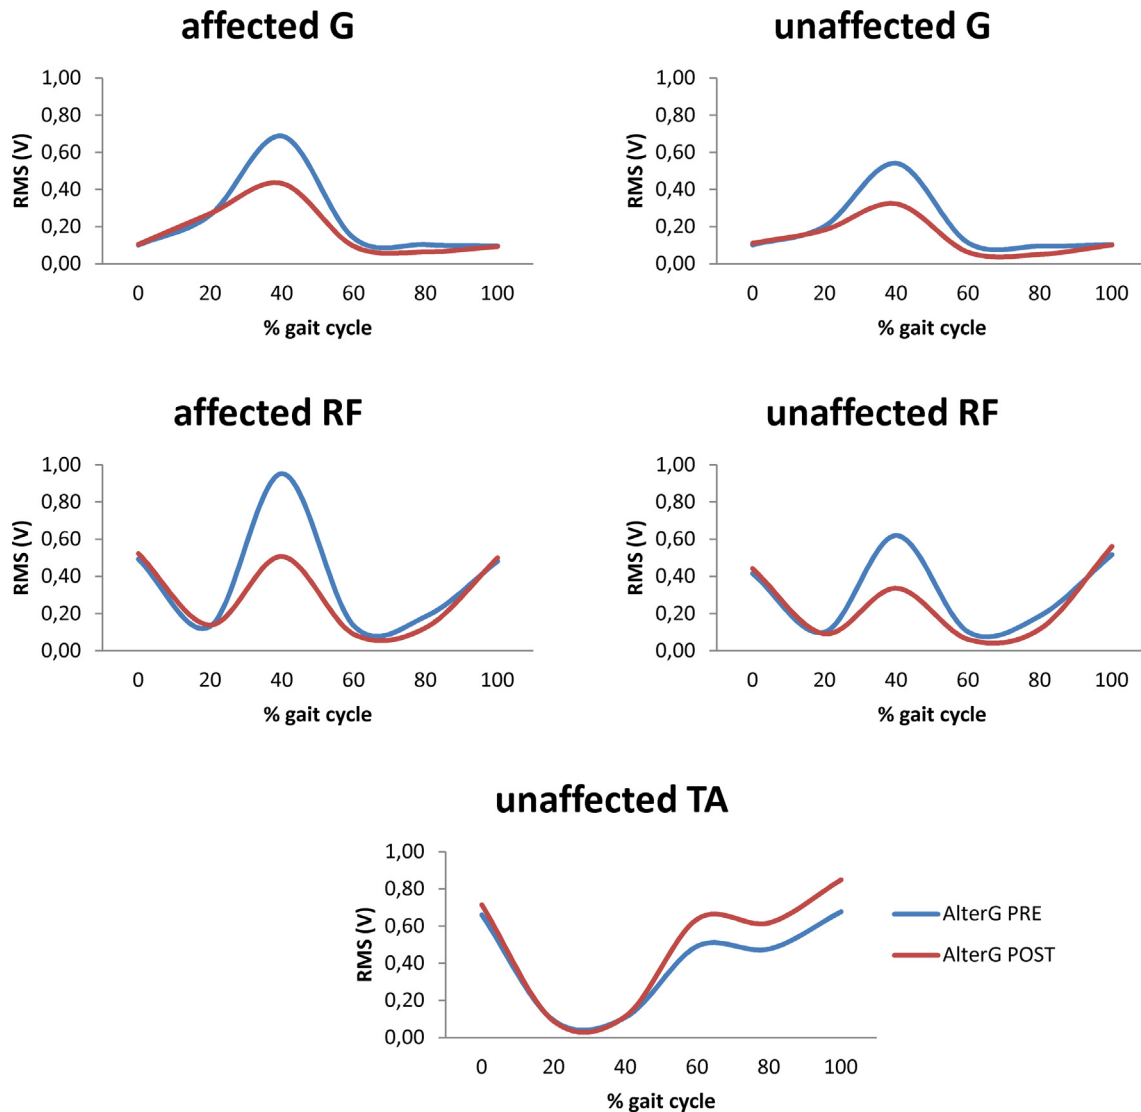 affected G
RMS (V)
1,00
0,80
0,60
0,40
0,20
0,00
0 20 40 60 80 100
% gait cycle
unaffected G
RMS (V)
1,00
0,80
0,60
0,40
0,20
0,00
0 20 40 60 80 100
% gait cycle
affected RF
RMS (V)
1,00
0,80
0,60
0,40
0,20
0,00
0 20 40 60 80 100
% gait cycle
unaffected RF
RMS (V)
1,00
0,80
0,60
0,40
0,20
0,00
0 20 40 60 80 100
% gait cycle
unaffected TA
RMS (V)
1,00
0,80
0,60
0,40
0,20
0,00
0 20 40 60 80 100
% gait cycle
AlterG PRE
AlterG POST